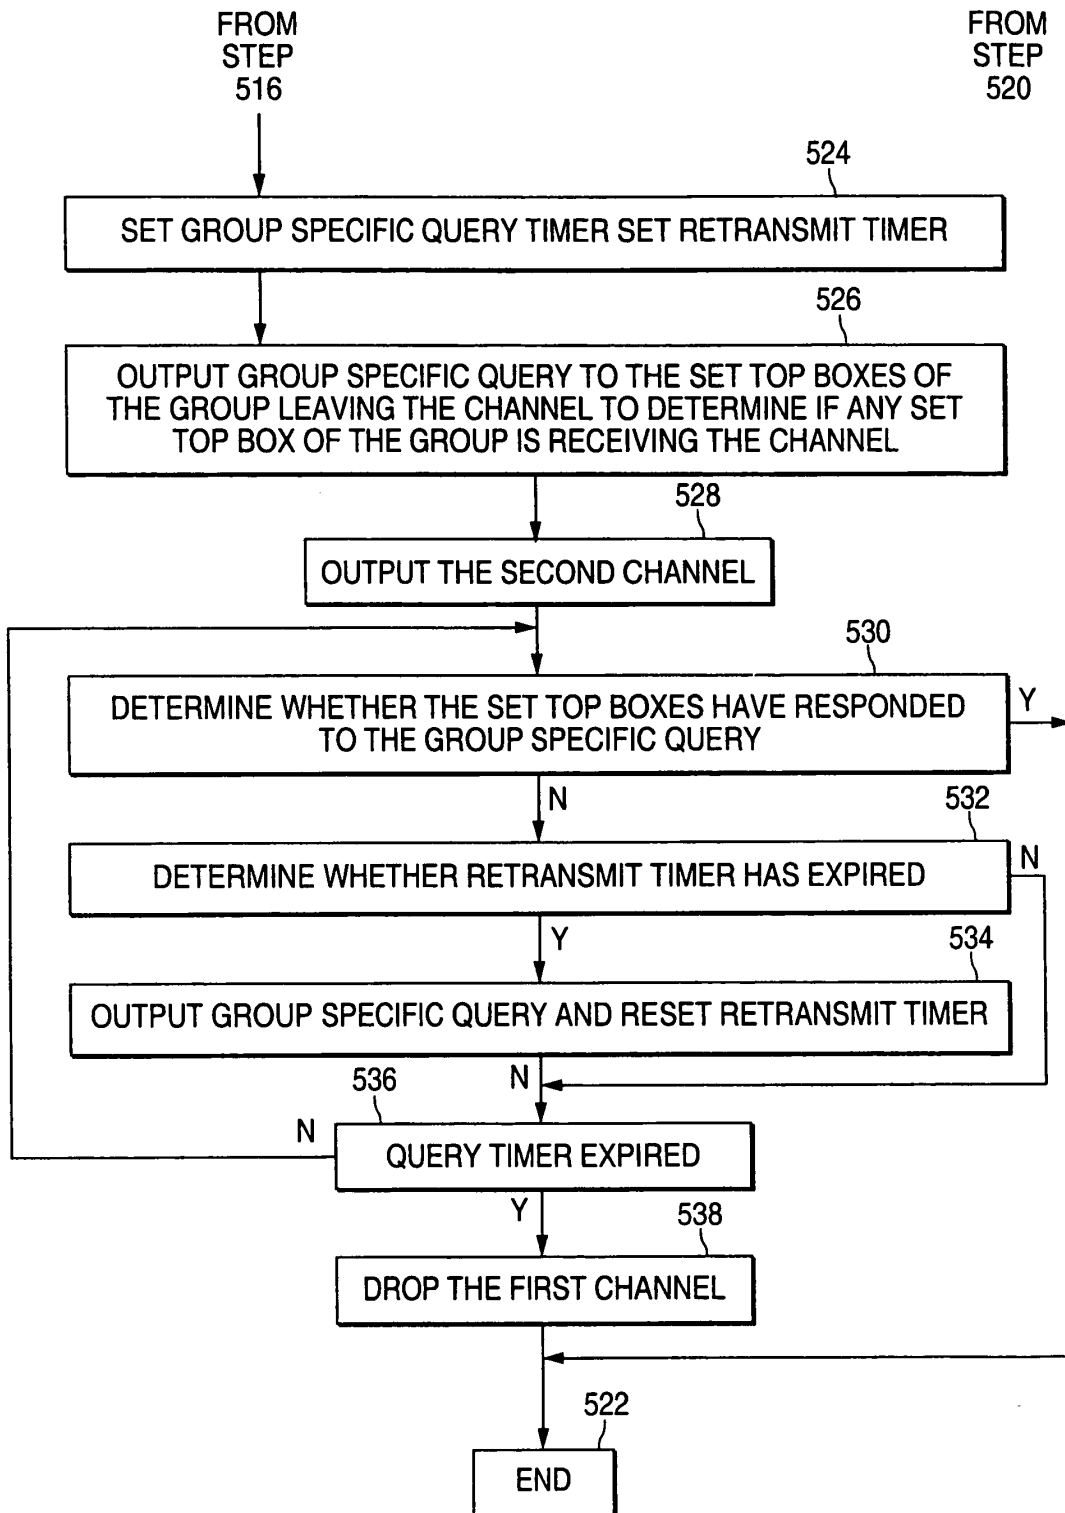 FROM
STEP
516
FROM
STEP
520
524
SET GROUP SPECIFIC QUERY TIMER SET RETRANSMIT TIMER
526
OUTPUT GROUP SPECIFIC QUERY TO THE SET TOP BOXES OF
THE GROUP LEAVING THE CHANNEL TO DETERMINE IF ANY SET
TOP BOX OF THE GROUP IS RECEIVING THE CHANNEL
528
OUTPUT THE SECOND CHANNEL
530
DETERMINE WHETHER THE SET TOP BOXES HAVE RESPONDED
TO THE GROUP SPECIFIC QUERY
Y
N
532
DETERMINE WHETHER RETRANSMIT TIMER HAS EXPIRED
N
Y
534
OUTPUT GROUP SPECIFIC QUERY AND RESET RETRANSMIT TIMER
N
536
N
QUERY TIMER EXPIRED
Y
538
DROP THE FIRST CHANNEL
522
END